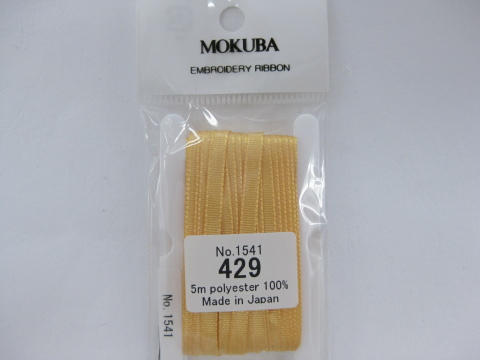 MOKUBA
EMBROIDERY RIBBON
No.1541
429
5m polyester 100%
Made in Japan
No. 1541